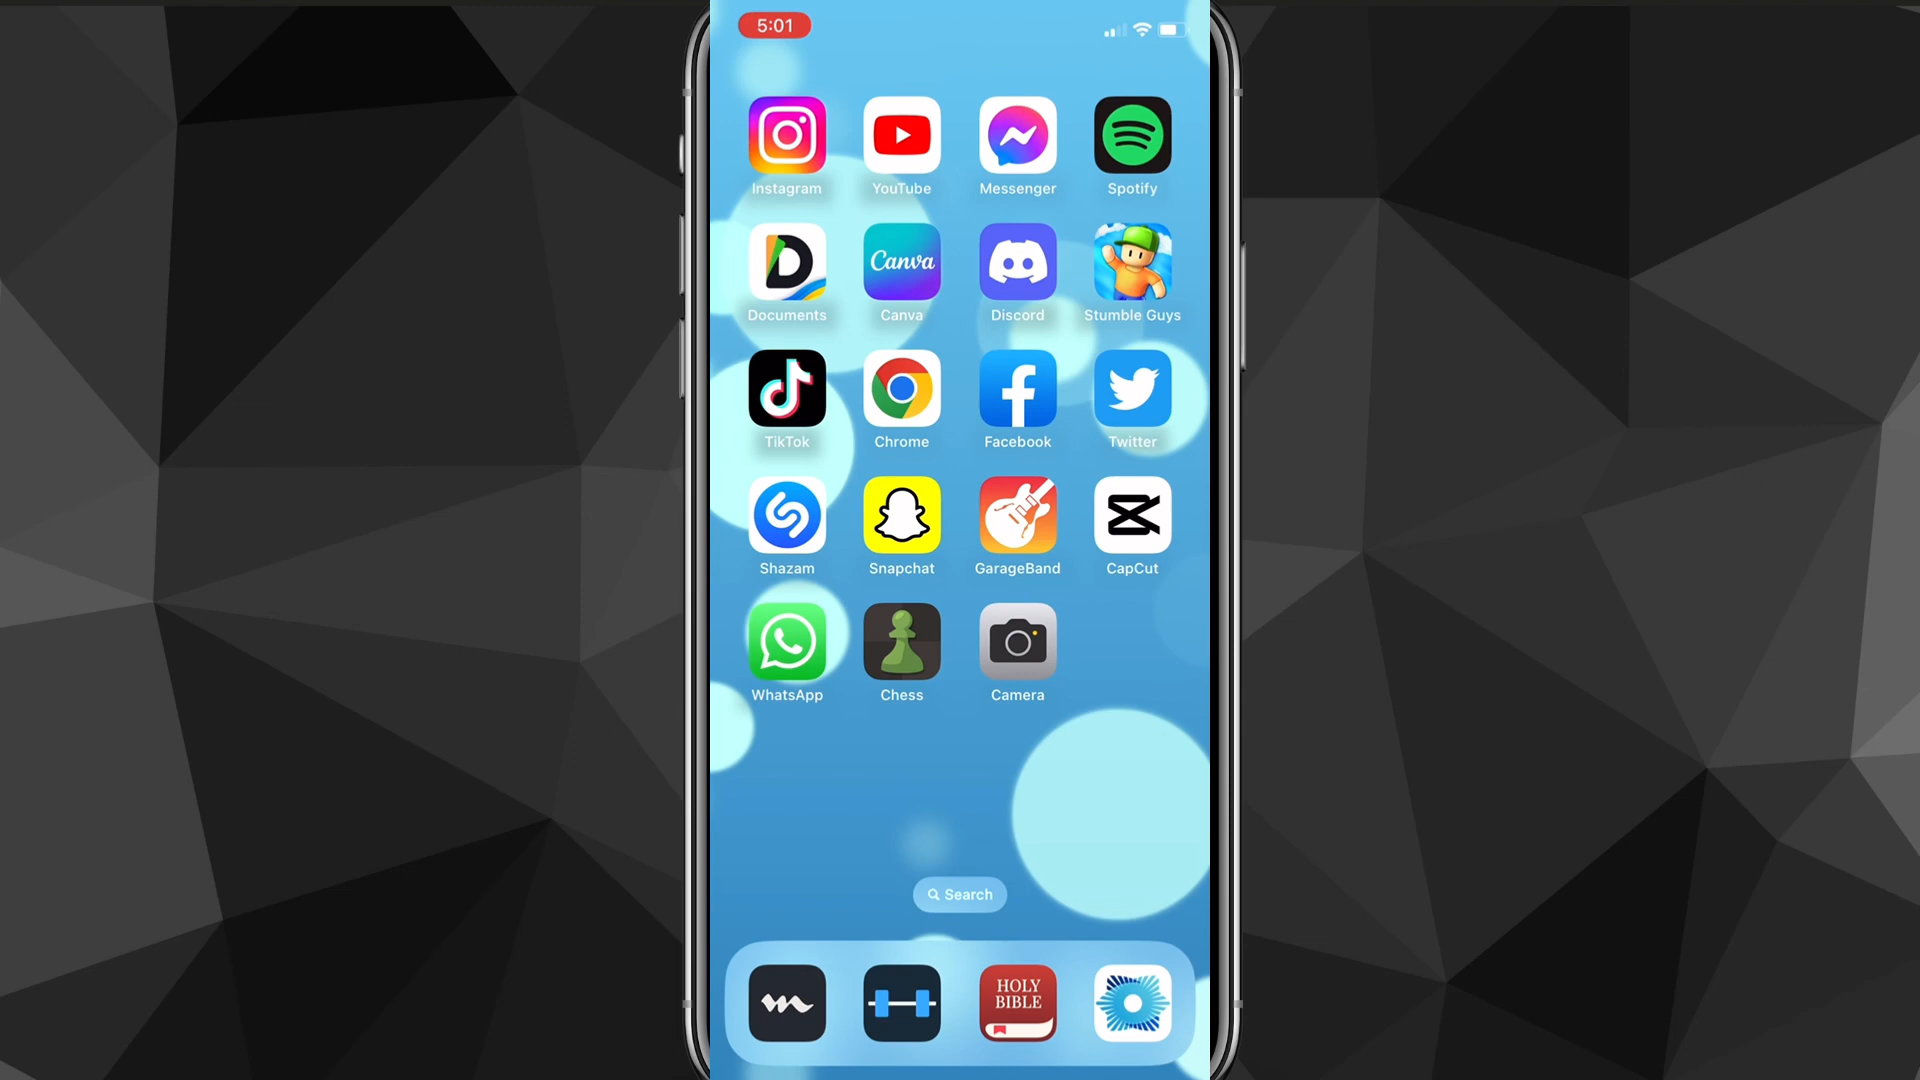 5:01
Instagram
YouTube
Messenger
Spotify
Canva
Documents
Canva
Discord
Stumble Guys
TikTok
Chrome
Facebook
Twitter
Shazam
Snapchat
GarageBand
CapCut
WhatsApp
Chess
Camera
Search
HOLY
BIBLE